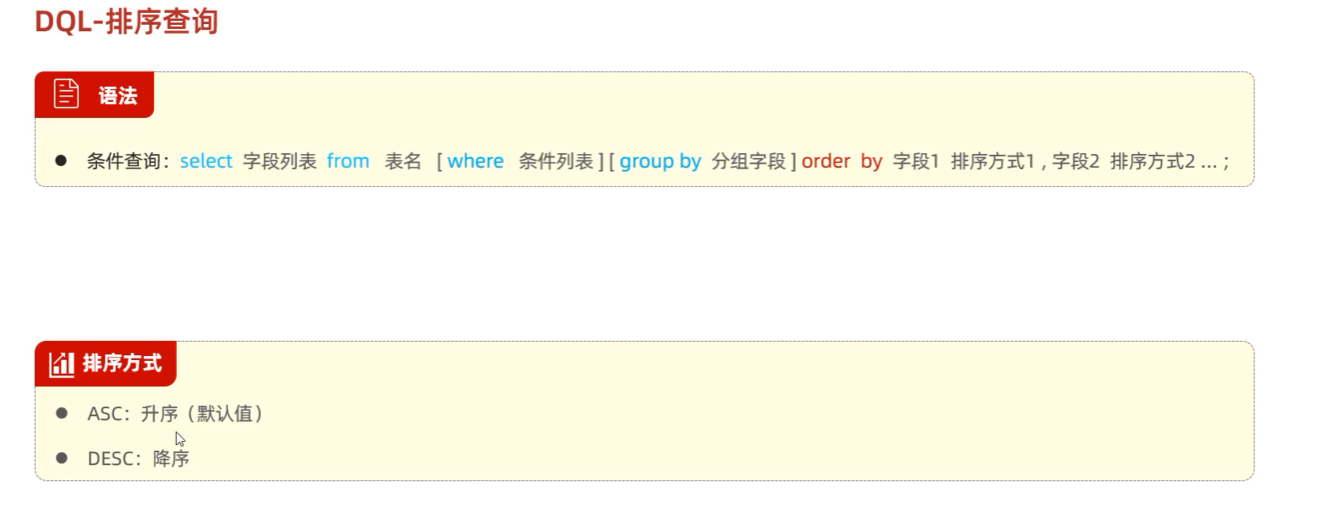 DQL-排序查询
语法
● 条件查询：select 字段列表 from 表名 [ where 条件列表 ] [ group by 分组字段 ] order by 字段1 排序方式1 , 字段2 排序方式2 ... ;
排序方式
● ASC：升序（默认值）
● DESC：降序